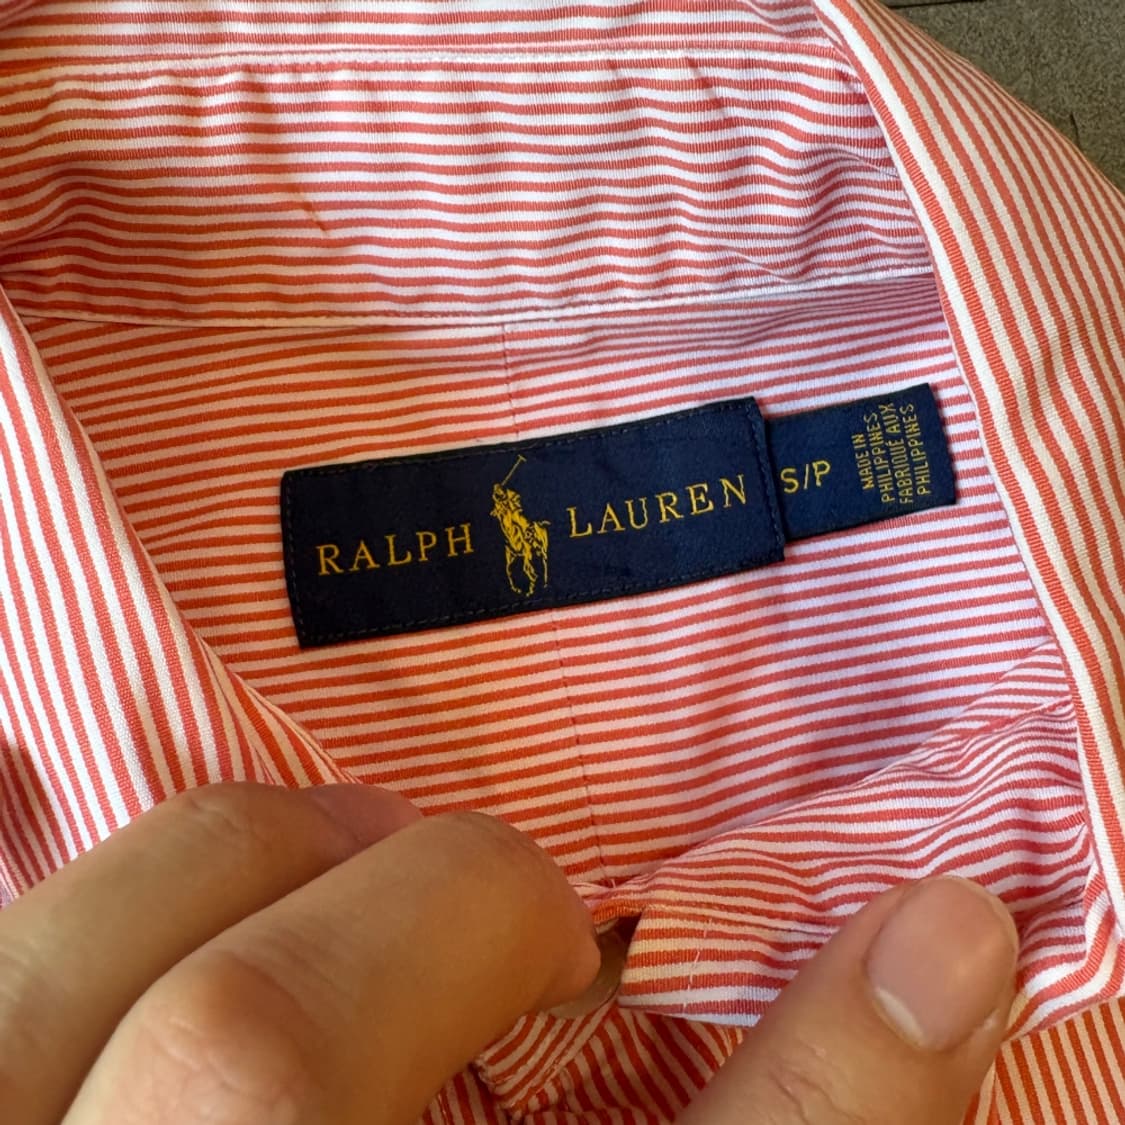 RALPH LAUREN
S/P
MADE IN
PHILIPPINES
FABRIQUÉ AUX
PHILIPPINES